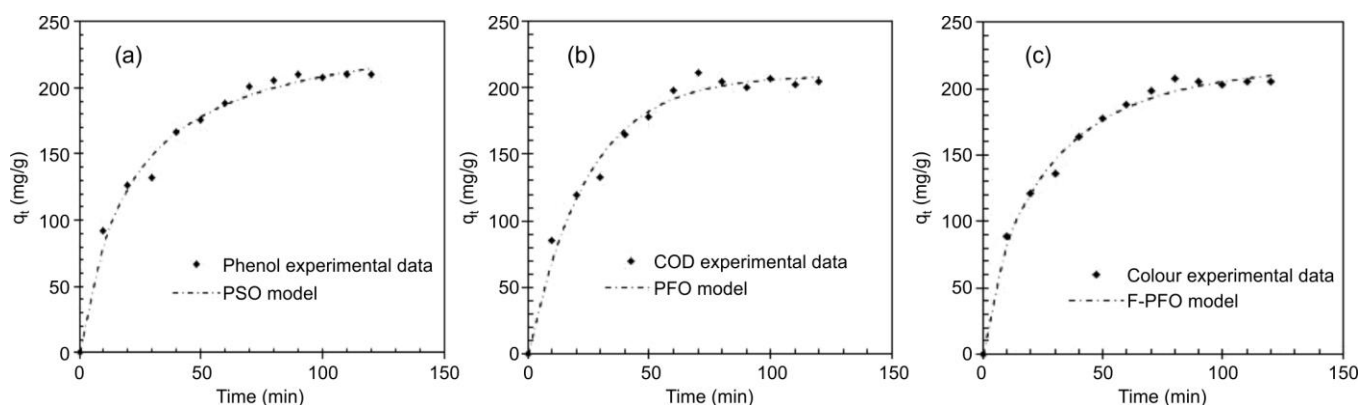 (a)
250
200
150
100
50
0
qt (mg/g)
Phenol experimental data
PSO model
0 50 100 150
Time (min)
(b)
250
200
150
100
50
0
qt (mg/g)
COD experimental data
PFO model
0 50 100 150
Time (min)
(c)
250
200
150
100
50
0
qt (mg/g)
Colour experimental data
F-PFO model
0 50 100 150
Time (min)